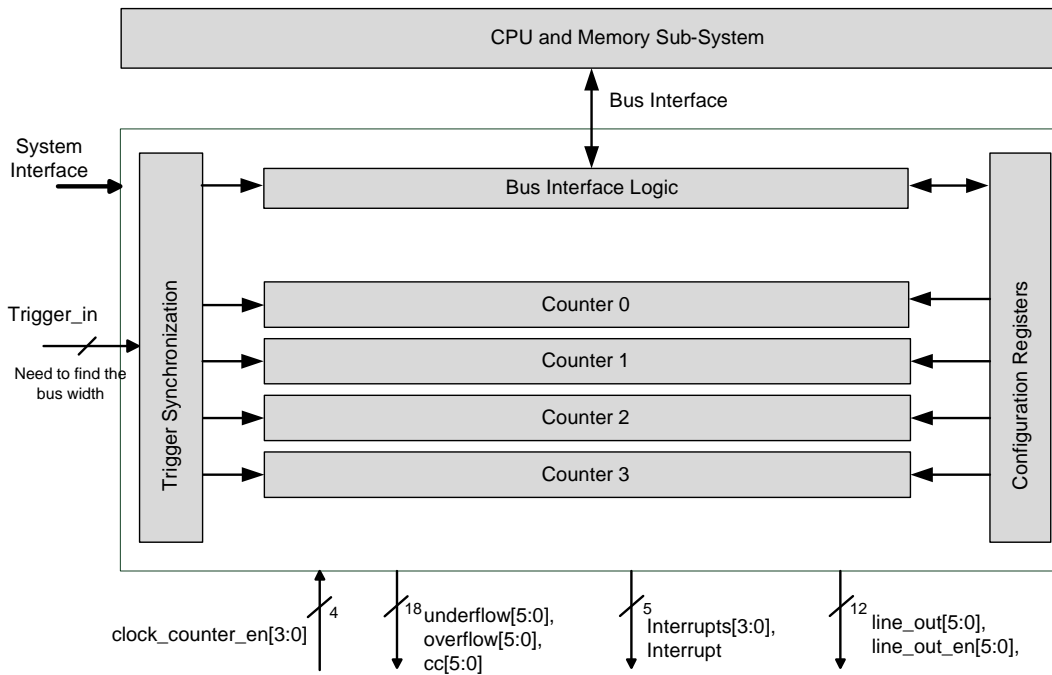 CPU and Memory Sub-System
Bus Interface
System
Interface
Bus Interface Logic
Trigger_in
Need to find the
bus width
Trigger Synchronization
Counter 0
Counter 1
Counter 2
Counter 3
Configuration Registers
clock_counter_en[3:0]
4
18
underflow[5:0],
overflow[5:0],
cc[5:0]
5
Interrupts[3:0],
Interrupt
12
line_out[5:0],
line_out_en[5:0],